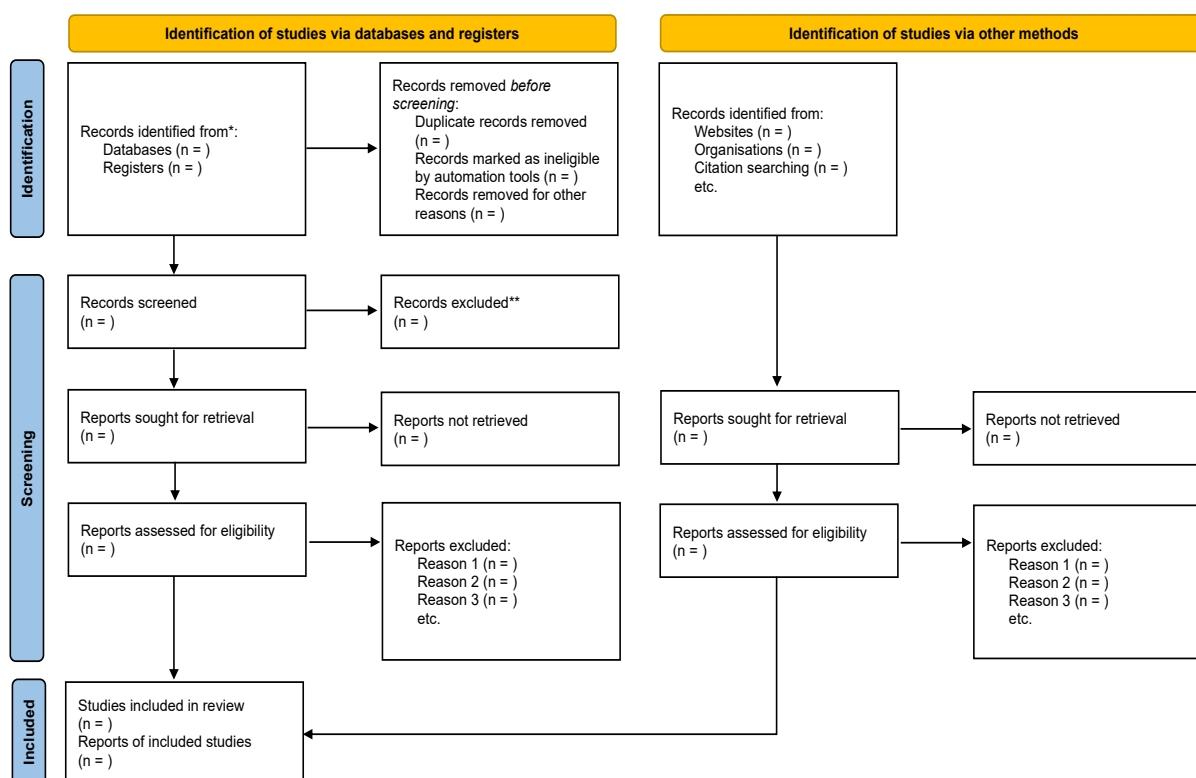 Identification of studies via databases and registers
Identification of studies via other methods
Identification
Records identified from*:
Databases (n = )
Registers (n = )
Records removed before
screening:
Duplicate records removed
(n = )
Records marked as ineligible
by automation tools (n = )
Records removed for other
reasons (n = )
Records identified from:
Websites (n = )
Organisations (n = )
Citation searching (n = )
etc.
Screening
Records screened
(n = )
Records excluded**
(n = )
Reports sought for retrieval
(n = )
Reports not retrieved
(n = )
Reports sought for retrieval
(n = )
Reports not retrieved
(n = )
Reports assessed for eligibility
(n = )
Reports excluded:
Reason 1 (n = )
Reason 2 (n = )
Reason 3 (n = )
etc.
Reports assessed for eligibility
(n = )
Reports excluded:
Reason 1 (n = )
Reason 2 (n = )
Reason 3 (n = )
etc.
Included
Studies included in review
(n = )
Reports of included studies
(n = )